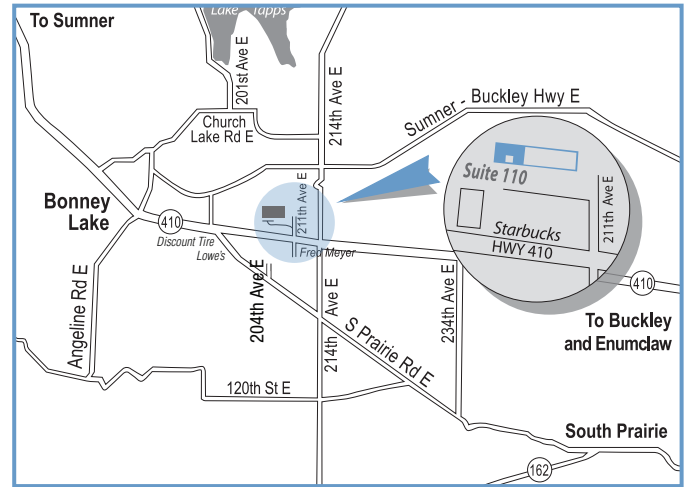 To Sumner
Lake Tapps
201st Ave E
Church
Lake Rd E
214th Ave E
Sumner - Buckley Hwy E
Suite 110
211th Ave E
Starbucks
HWY 410
410
211th Ave E
Bonney
Lake
410
Discount Tire
Lowe's
Fred Meyer
Angeline Rd E
204th Ave E
214th Ave E
S Prairie Rd E
234th Ave E
To Buckley
and Enumclaw
120th St E
South Prairie
162